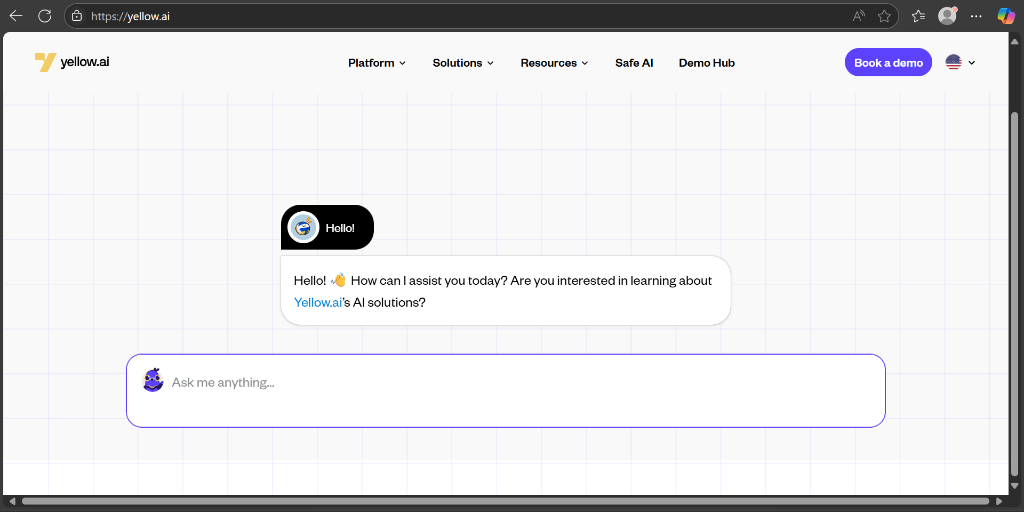 https://yellow.ai
yellow.ai
Platform
Solutions
Resources
Safe AI
Demo Hub
Book a demo
Hello!
Hello! 👋 How can I assist you today? Are you interested in learning about
Yellow.ai's AI solutions?
Ask me anything...